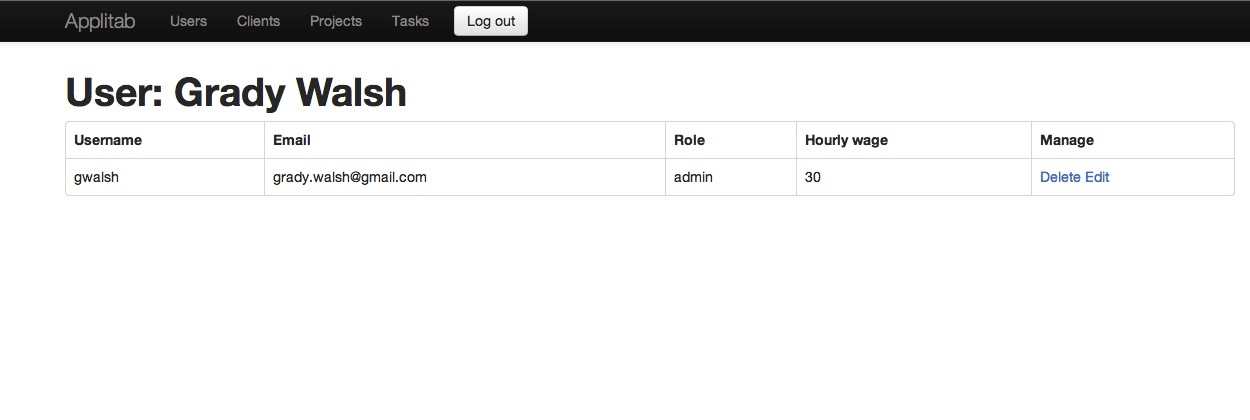 Applitab Users Clients Projects Tasks Log out
User: Grady Walsh
Username Email Role Hourly wage Manage
gwalsh grady.walsh@gmail.com admin 30 Delete Edit